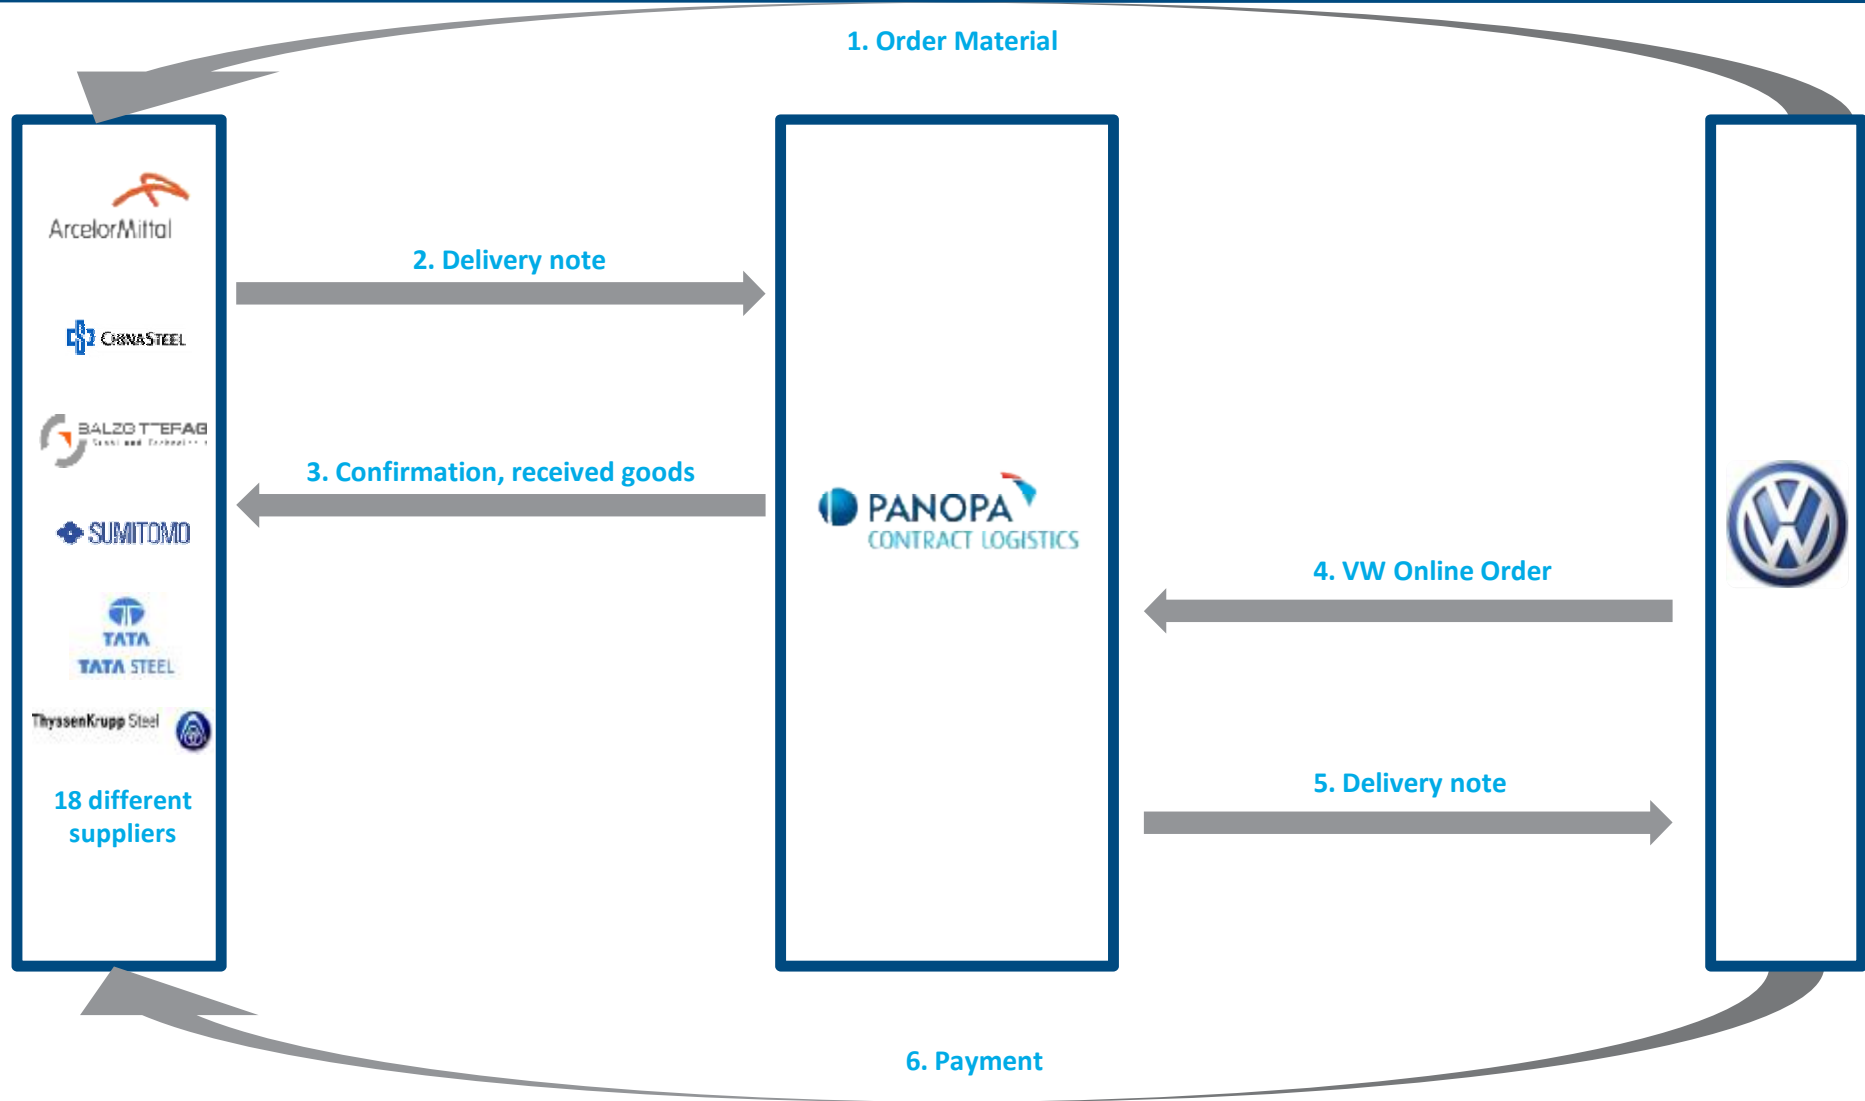 1. Order Material
ArcelorMittal
2. Delivery note
CHINASTEEL
3. Confirmation, received goods
SUMITOMO
PANOPA
CONTRACT LOGISTICS
4. VW Online Order
TATA
TATA STEEL
ThyssenKrupp Steel
5. Delivery note
18 different
suppliers
6. Payment